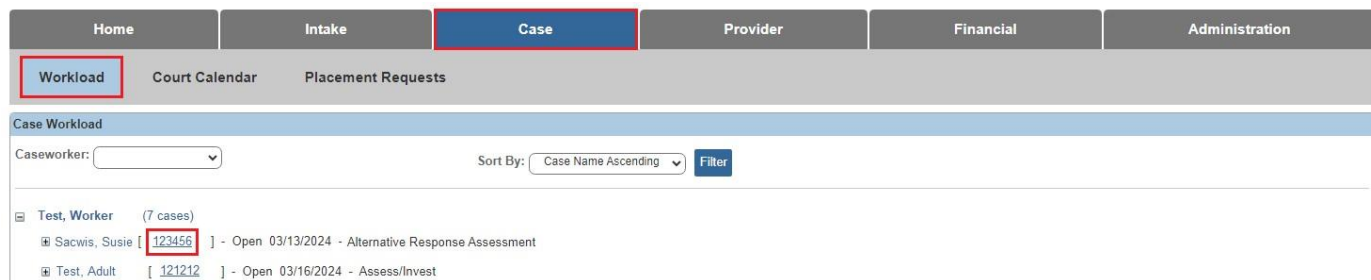 Home Intake Case Provider Financial Administration
Workload Court Calendar Placement Requests
Case Workload
Caseworker: Sort By: Case Name Ascending Filter
Test, Worker (7 cases)
Sacwis, Susie [ 123456 ] - Open 03/13/2024 - Alternative Response Assessment
Test, Adult [ 121212 ] - Open 03/16/2024 - Assess/Invest